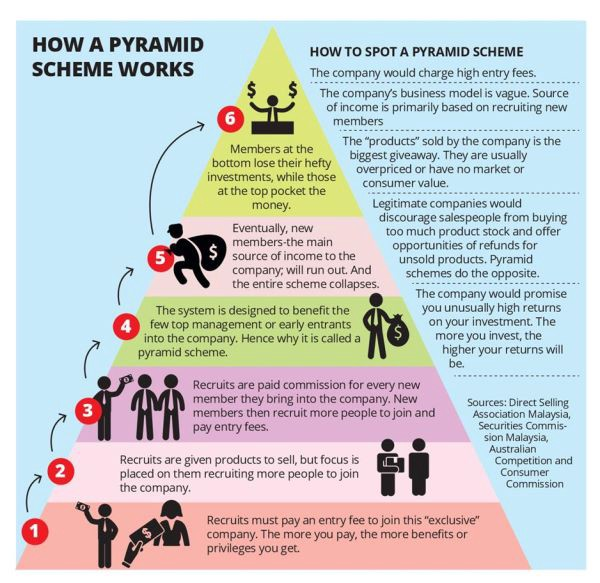 HOW A PYRAMID
SCHEME WORKS
HOW TO SPOT A PYRAMID SCHEME
The company would charge high entry fees.
The company's business model is vague. Source
of income is primarily based on recruiting new
members
The “products” sold by the company is the
biggest giveaway. They are usually
overpriced or have no market or
consumer value.
Legitimate companies would
discourage salespeople from buying
too much product stock and offer
opportunities of refunds for
unsold products. Pyramid
schemes do the opposite.
The company would promise
you unusually high returns
on your investment. The
more you invest, the
higher your returns will
be.
Sources: Direct Selling
Association Malaysia,
Securities Commis-
sion Malaysia,
Australian
Competition and
Consumer
Commission
6
$ $
Members at the
bottom lose their hefty
investments, while those
at the top pocket the
money.
5
$
Eventually, new
members-the main
source of income to the
company; will run out. And
the entire scheme collapses.
4
The system is designed to benefit the
few top management or early entrants
into the company. Hence why it is called a
pyramid scheme.
$
3
Recruits are paid commission for every new
member they bring into the company. New
members then recruit more people to join and
pay entry fees.
2
Recruits are given products to sell, but focus is
placed on them recruiting more people to join
the company.
1
$
Recruits must pay an entry fee to join this “exclusive”
company. The more you pay, the more benefits or
privileges you get.